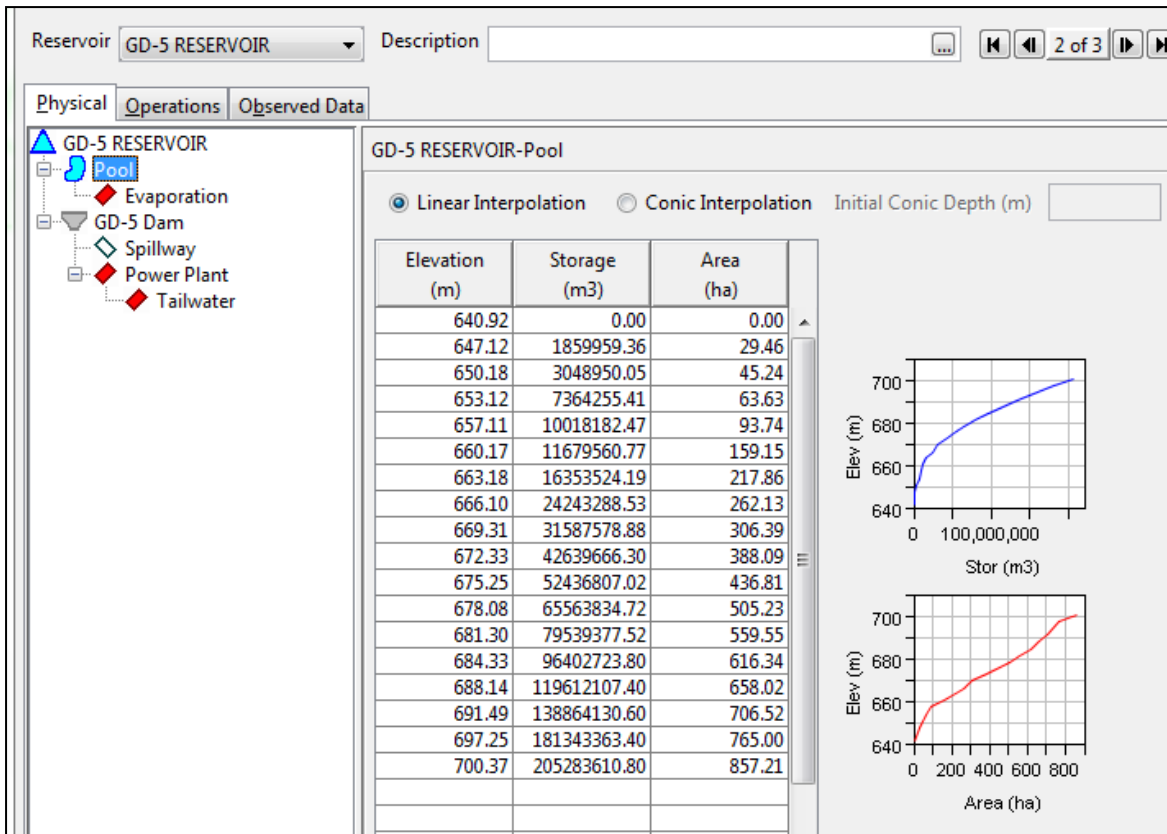 Reservoir GD-5 RESERVOIR Description ... 2 of 3
Physical Operations Observed Data
GD-5 RESERVOIR
Pool
Evaporation
GD-5 Dam
Spillway
Power Plant
Tailwater
GD-5 RESERVOIR-Pool
Linear Interpolation Conic Interpolation Initial Conic Depth (m)
Elevation Storage Area
(m) (m3) (ha)
640.92 0.00 0.00
647.12 1859959.36 29.46
650.18 3048950.05 45.24
653.12 7364255.41 63.63
657.11 10018182.47 93.74
660.17 11679560.77 159.15
663.18 16353524.19 217.86
666.10 24243288.53 262.13
669.31 31587578.88 306.39
672.33 42639666.30 388.09
675.25 52436807.02 436.81
678.08 65563834.72 505.23
681.30 79539377.52 559.55
684.33 96402723.80 616.34
688.14 119612107.40 658.02
691.49 138864130.60 706.52
697.25 181343363.40 765.00
700.37 205283610.80 857.21
700
680
660
640
Elev (m)
0 100,000,000
Stor (m3)
700
680
660
640
Elev (m)
0 200 400 600 800
Area (ha)